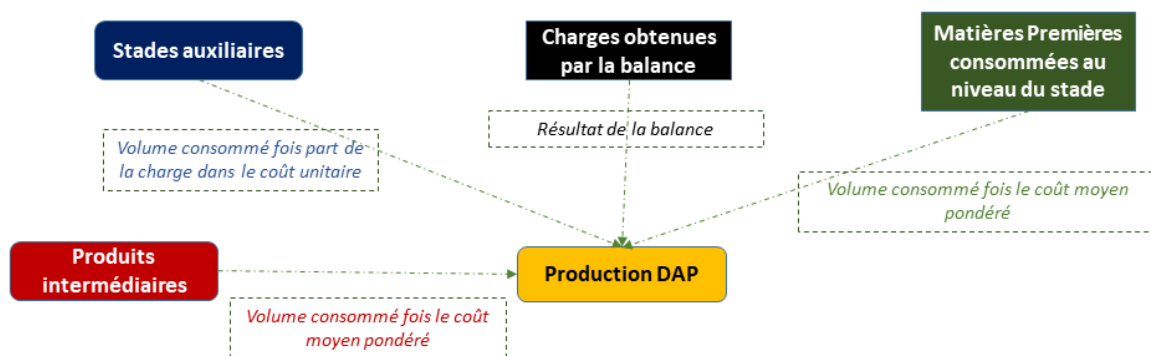 Stades auxiliaires
Charges obtenues
par la balance
Matières Premières
consommées au
niveau du stade
Volume consommé fois part de
la charge dans le coût unitaire
Résultat de la balance
Volume consommé fois le coût moyen
pondéré
Produits
intermédiaires
Production DAP
Volume consommé fois le coût
moyen pondéré